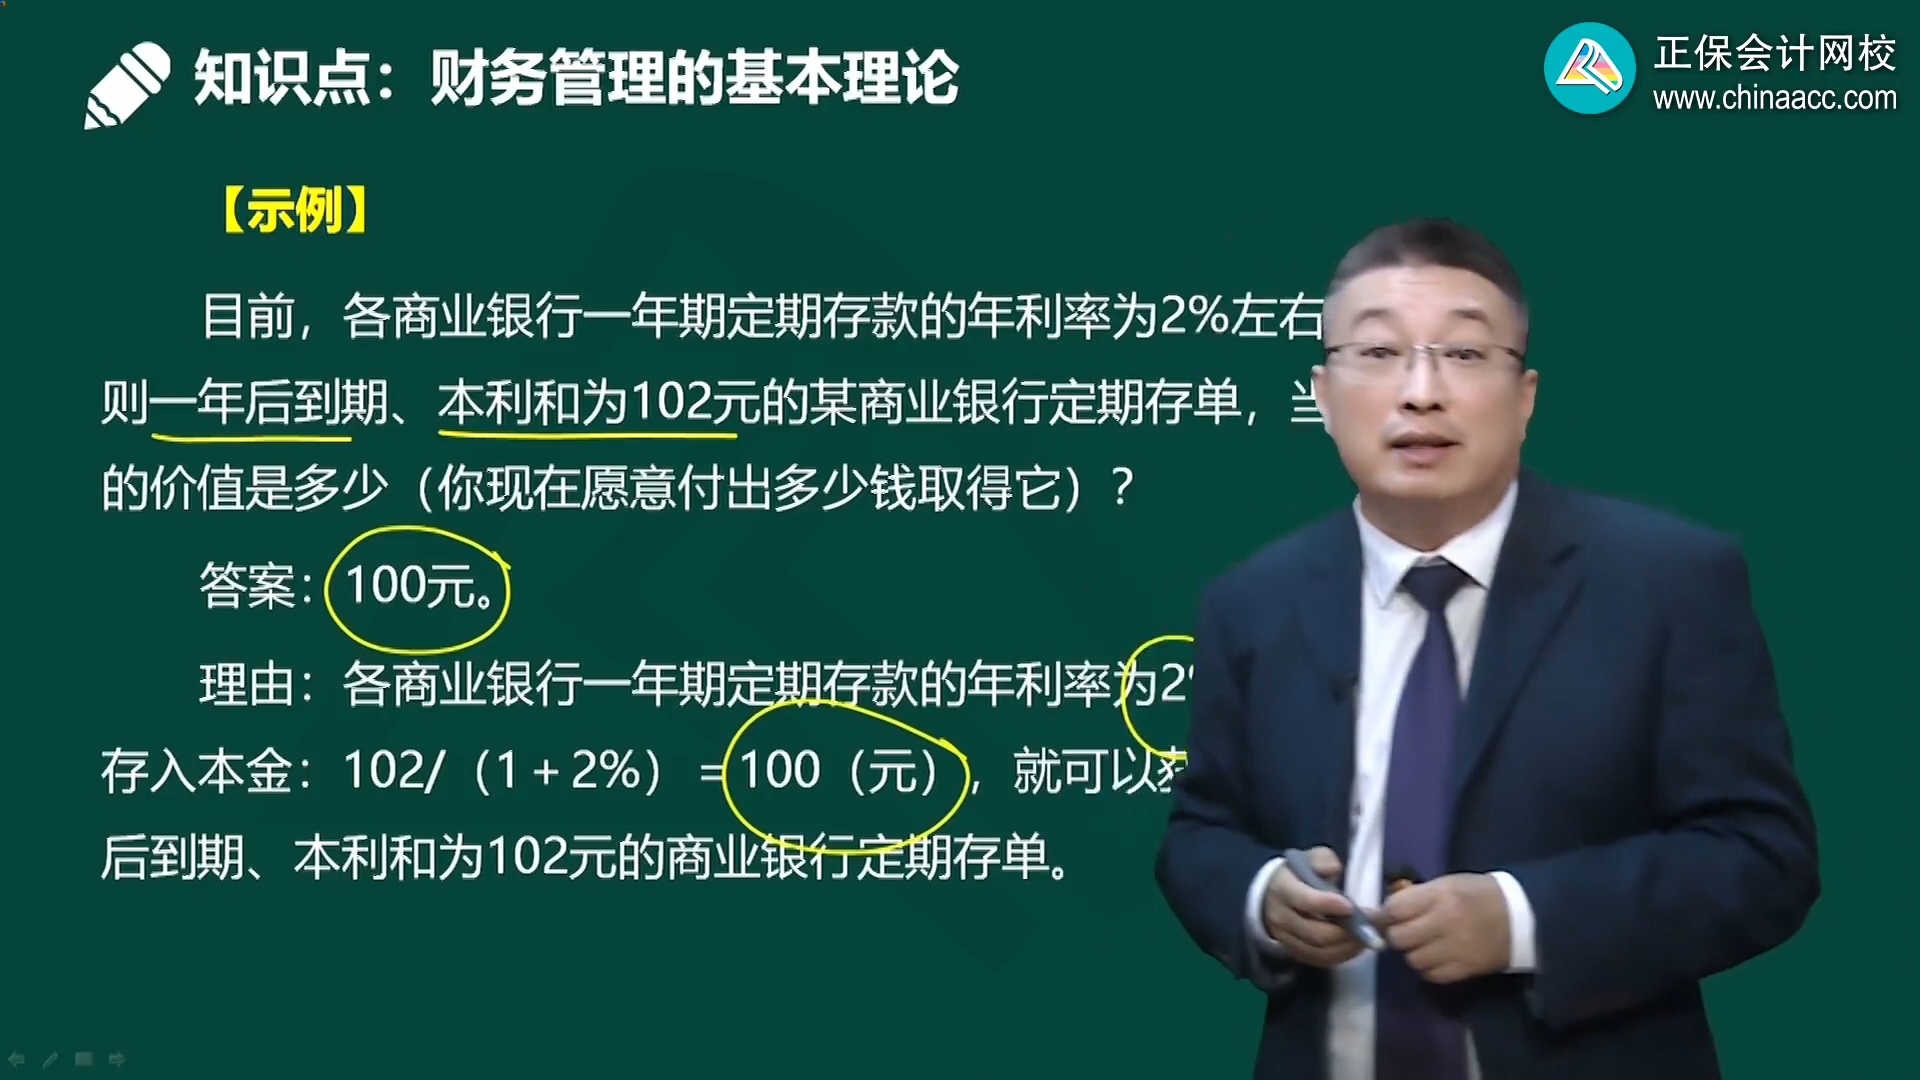 知识点：财务管理的基本理论
正保会计网校
www.chinaacc.com
【示例】
目前，各商业银行一年期定期存款的年利率为2%左右
则一年后到期、本利和为102元的某商业银行定期存单，当
的价值是多少（你现在愿意付出多少钱取得它）？
答案：100元。
理由：各商业银行一年期定期存款的年利率为2%
存入本金：102/（1＋2%）＝100（元），就可以获
后到期、本利和为102元的商业银行定期存单。